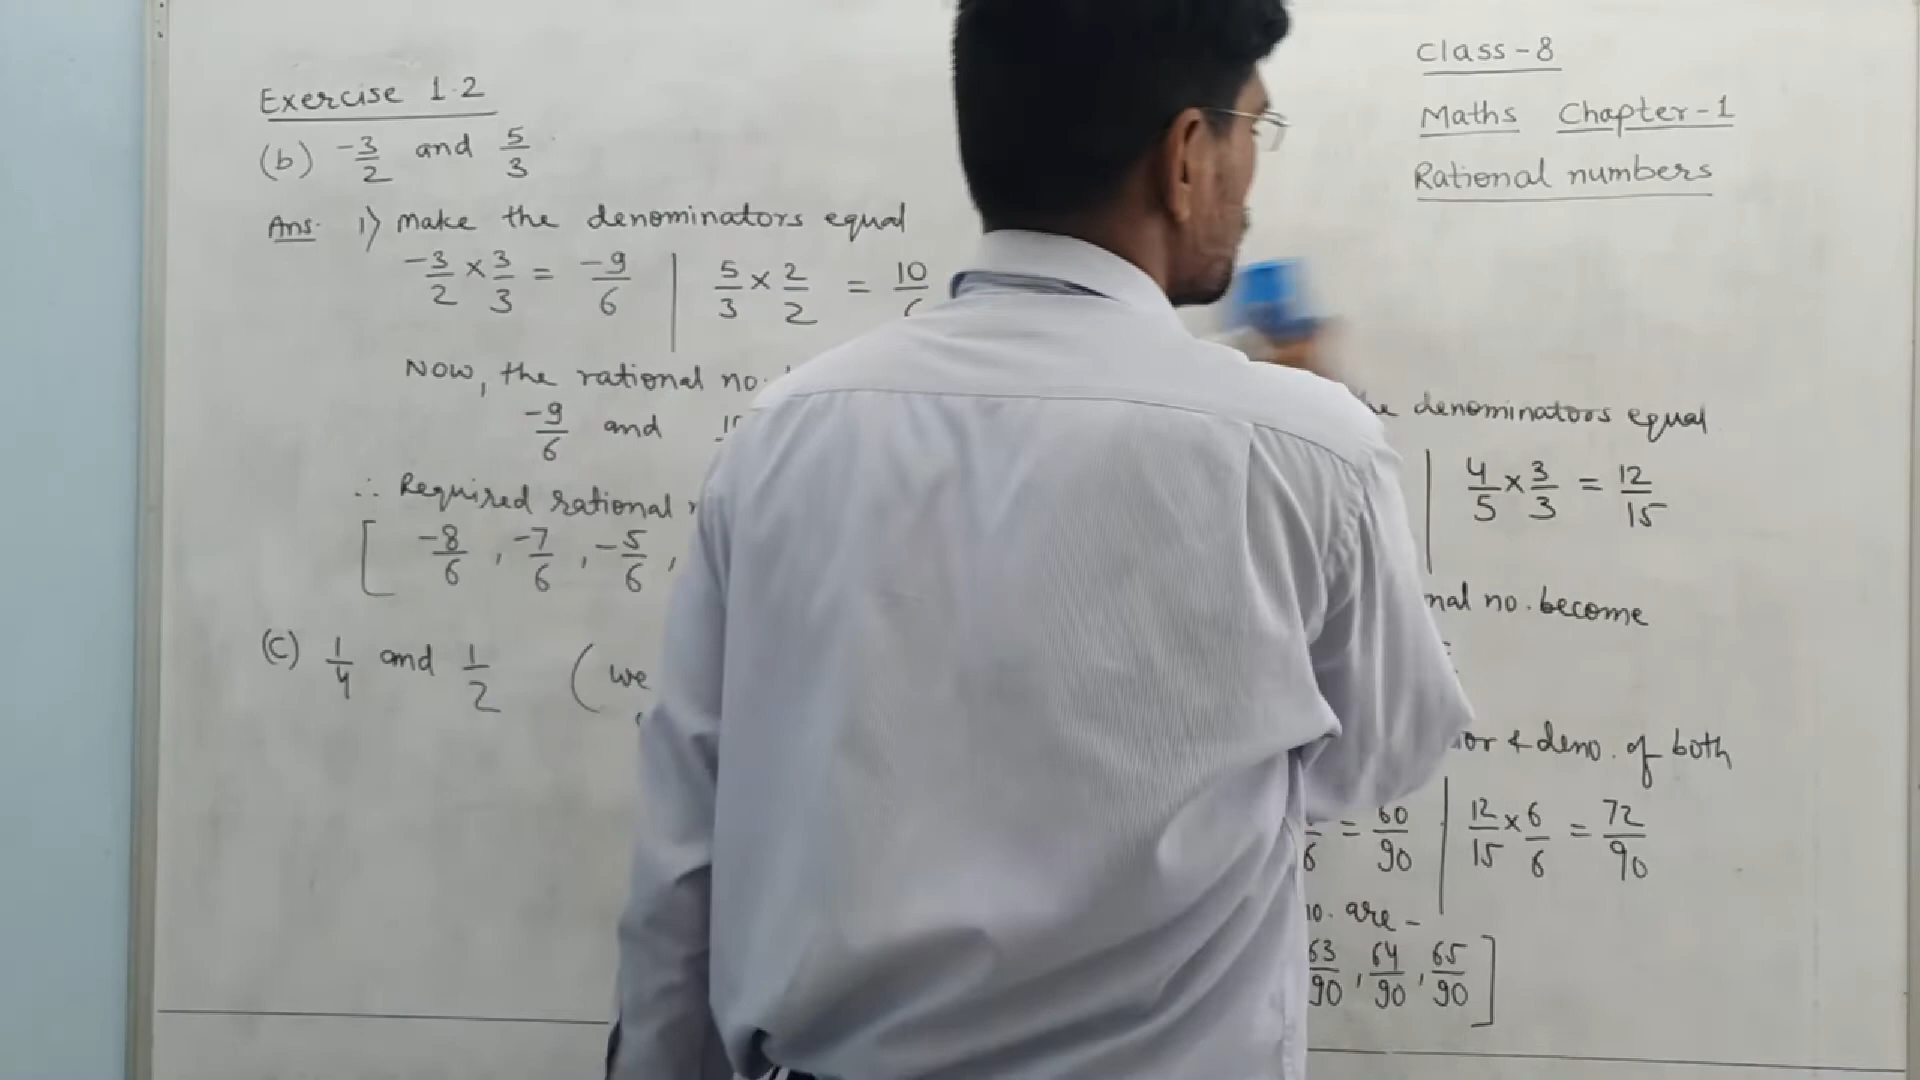 Exercise 1.2
(b) -3/2 and 5/3
Ans. 1) Make the denominators equal
-3/2 × 3/3 = -9/6 | 5/3 × 2/2 = 10/
Now, the rational no.
-9/6 and
∴ Required rational
[ -8/6, -7/6, -5/6,
(C) 1/4 and 1/2 ( we
Class-8
Maths Chapter-1
Rational numbers
denominators equal
| 4/5 × 3/3 = 12/15
no. become
& deno. of both
= 60/90 | 12/15 × 6/6 = 72/90
no. are -
63/90, 64/90, 65/90 ]